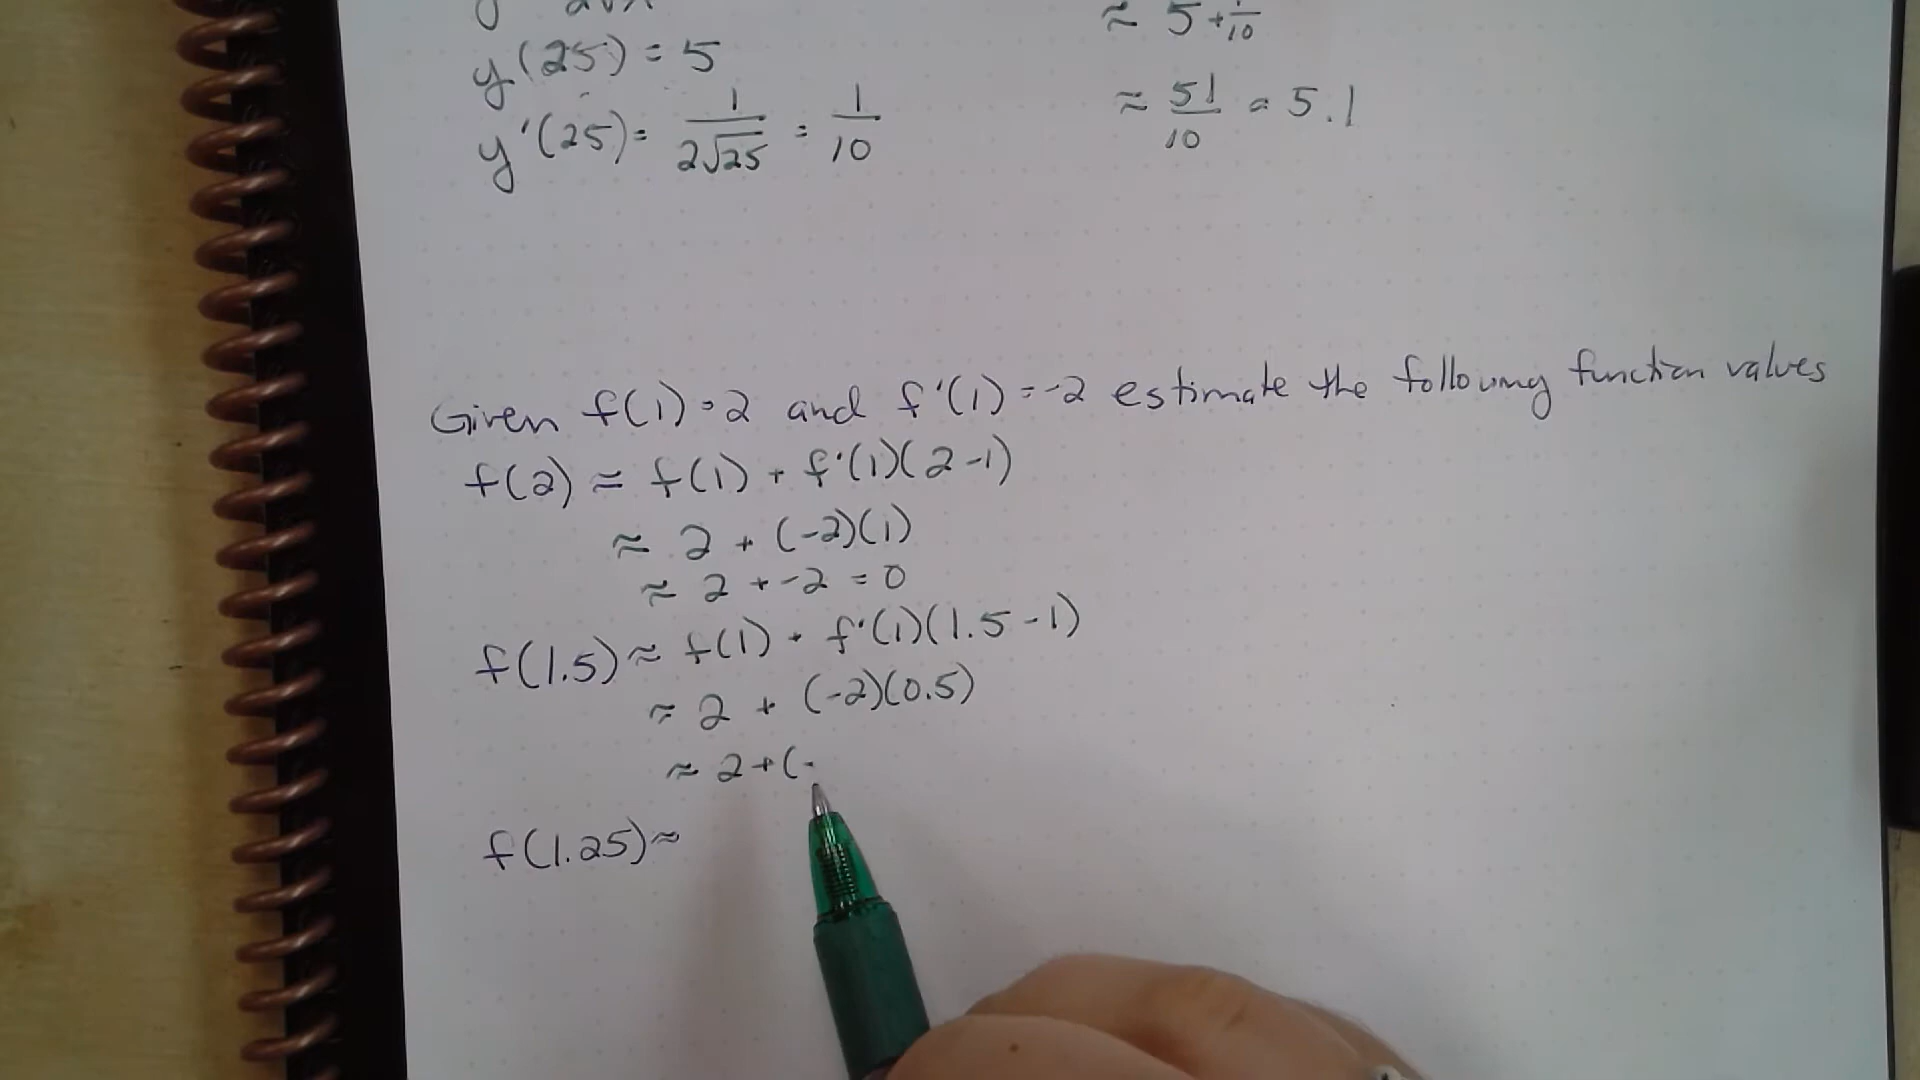 y(25) = 5
y'(25) = 1/(2√25) = 1/10
≈ 5 + 1/10
≈ 51/10 = 5.1
Given f(1) = 2 and f'(1) = -2 estimate the following function values
f(2) ≈ f(1) + f'(1)(2-1)
≈ 2 + (-2)(1)
≈ 2 + -2 = 0
f(1.5) ≈ f(1) + f'(1)(1.5-1)
≈ 2 + (-2)(0.5)
≈ 2 + (-
f(1.25) ≈